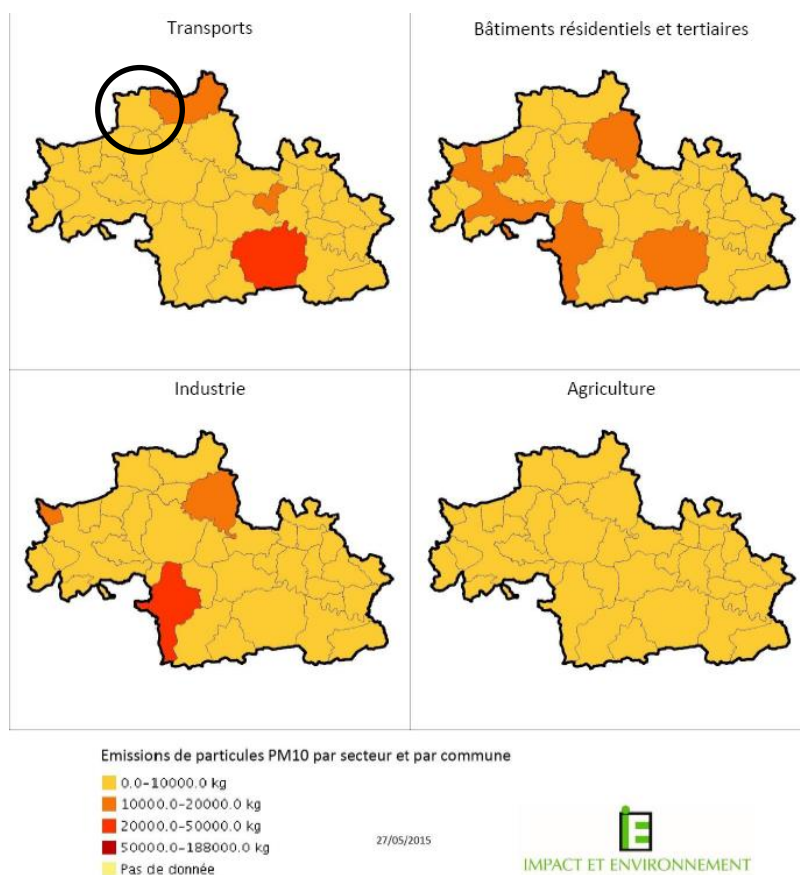 Transports
Bâtiments résidentiels et tertiaires
Industrie
Agriculture
Emissions de particules PM10 par secteur et par commune
0.0-10000.0 kg
10000.0-20000.0 kg
20000.0-50000.0 kg
50000.0-188000.0 kg
Pas de donnée
27/05/2015
iE
IMPACT ET ENVIRONNEMENT